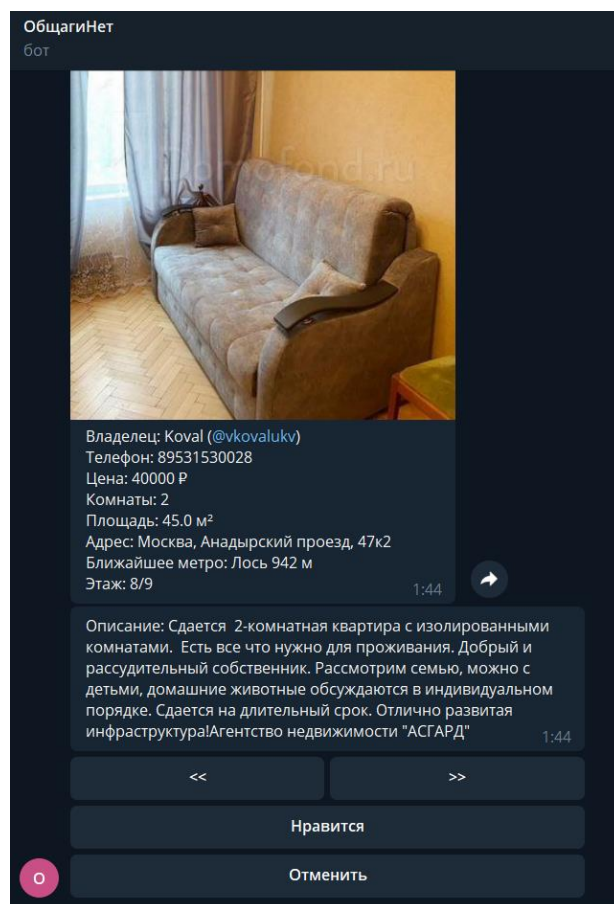 ОбщагиНет
бот
Domofond.ru
Владелец: Koval (@vkovalukv)
Телефон: 89531530028
Цена: 40000 ₽
Комнаты: 2
Площадь: 45.0 м²
Адрес: Москва, Анадырский проезд, 47к2
Ближайшее метро: Лось 942 м
Этаж: 8/9
1:44
Описание: Сдается  2-комнатная квартира с изолированными
комнатами.  Есть все что нужно для проживания. Добрый и
рассудительный собственник. Рассмотрим семью, можно с
детьми, домашние животные обсуждаются в индивидуальном
порядке. Сдается на длительный срок. Отлично развитая
инфраструктура!Агентство недвижимости "АСГАРД"
1:44
<< >>
Нравится
О
Отменить